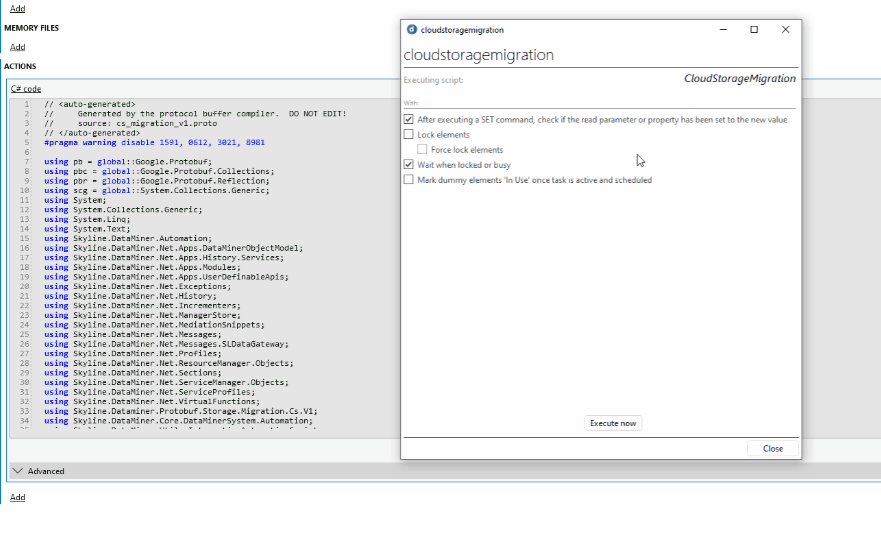 Add
MEMORY FILES
Add
ACTIONS
C# code
1 // <auto-generated>
2 //     Generated by the protocol buffer compiler.  DO NOT EDIT!
3 //     source: cs_migration_v1.proto
4 // </auto-generated>
5 #pragma warning disable 1591, 0612, 3021, 8981
6
7 using pb = global::Google.Protobuf;
8 using pbc = global::Google.Protobuf.Collections;
9 using pbr = global::Google.Protobuf.Reflection;
10 using scg = global::System.Collections.Generic;
11 using System;
12 using System.Collections.Generic;
13 using System.Linq;
14 using System.Text;
15 using Skyline.DataMiner.Automation;
16 using Skyline.DataMiner.Net.Apps.DataMinerObjectModel;
17 using Skyline.DataMiner.Net.Apps.History.Services;
18 using Skyline.DataMiner.Net.Apps.Modules;
19 using Skyline.DataMiner.Net.Apps.UserDefinableApis;
20 using Skyline.DataMiner.Net.Exceptions;
21 using Skyline.DataMiner.Net.History;
22 using Skyline.DataMiner.Net.Incrementers;
23 using Skyline.DataMiner.Net.ManagerStore;
24 using Skyline.DataMiner.Net.MediationSnippets;
25 using Skyline.DataMiner.Net.Messages;
26 using Skyline.DataMiner.Net.Messages.SLDataGateway;
27 using Skyline.DataMiner.Net.Profiles;
28 using Skyline.DataMiner.Net.ResourceManager.Objects;
29 using Skyline.DataMiner.Net.Sections;
30 using Skyline.DataMiner.Net.ServiceManager.Objects;
31 using Skyline.DataMiner.Net.ServiceProfiles;
32 using Skyline.DataMiner.Net.VirtualFunctions;
33 using Skyline.Dataminer.Protobuf.Storage.Migration.Cs.V1;
34 using Skyline.DataMiner.Core.DataMinerSystem.Automation;
Advanced
Add
cloudstoragemigration
cloudstoragemigration
Executing script: CloudStorageMigration
With:
After executing a SET command, check if the read parameter or property has been set to the new value
Lock elements
Force lock elements
Wait when locked or busy
Mark dummy elements 'In Use' once task is active and scheduled
Execute now
Close